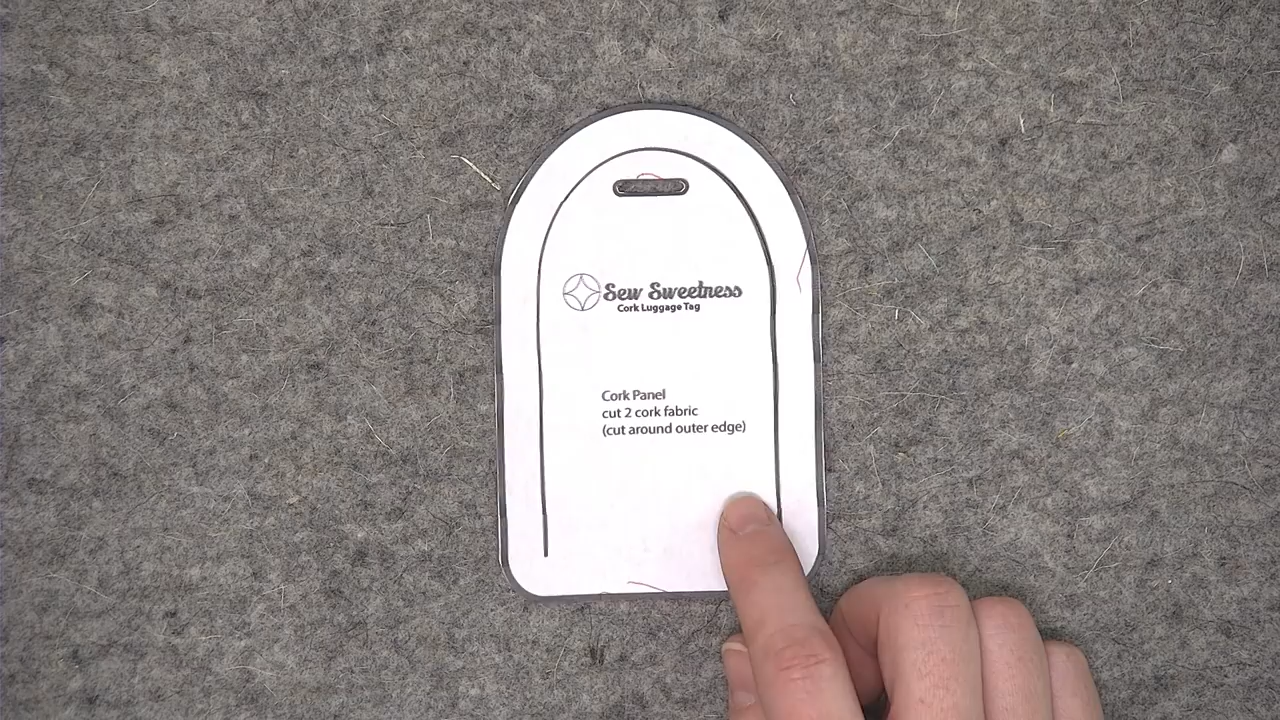 Sew Sweetness
Cork Luggage Tag
Cork Panel
cut 2 cork fabric
(cut around outer edge)